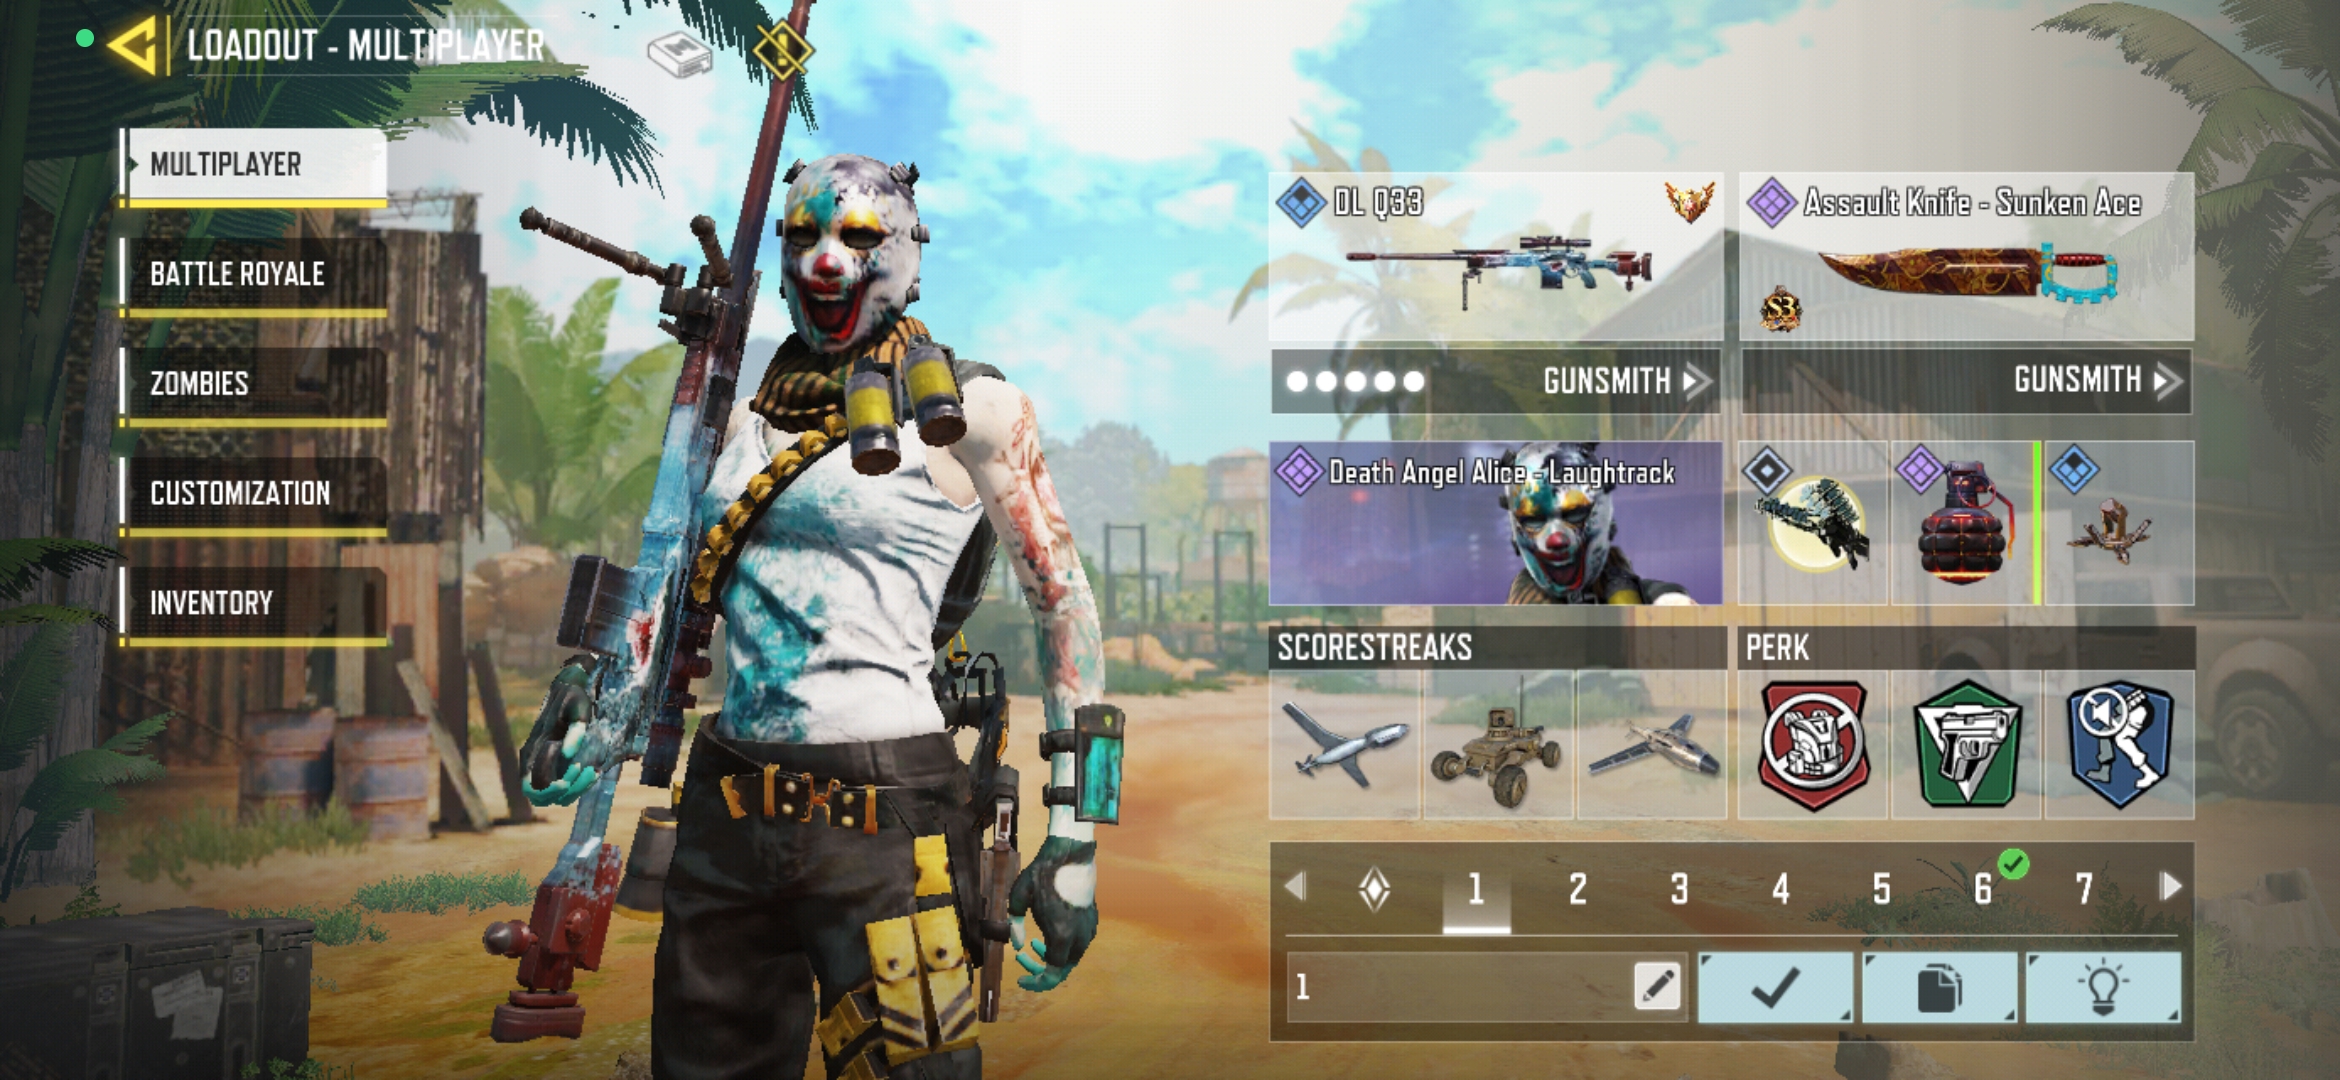 LOADOUT - MULTIPLAYER
MULTIPLAYER
BATTLE ROYALE
ZOMBIES
CUSTOMIZATION
INVENTORY
DL Q33
Assault Knife - Sunken Ace
S3
GUNSMITH
GUNSMITH
Death Angel Alice - Laughtrack
SCORESTREAKS
PERK
1 2 3 4 5 6 7
1